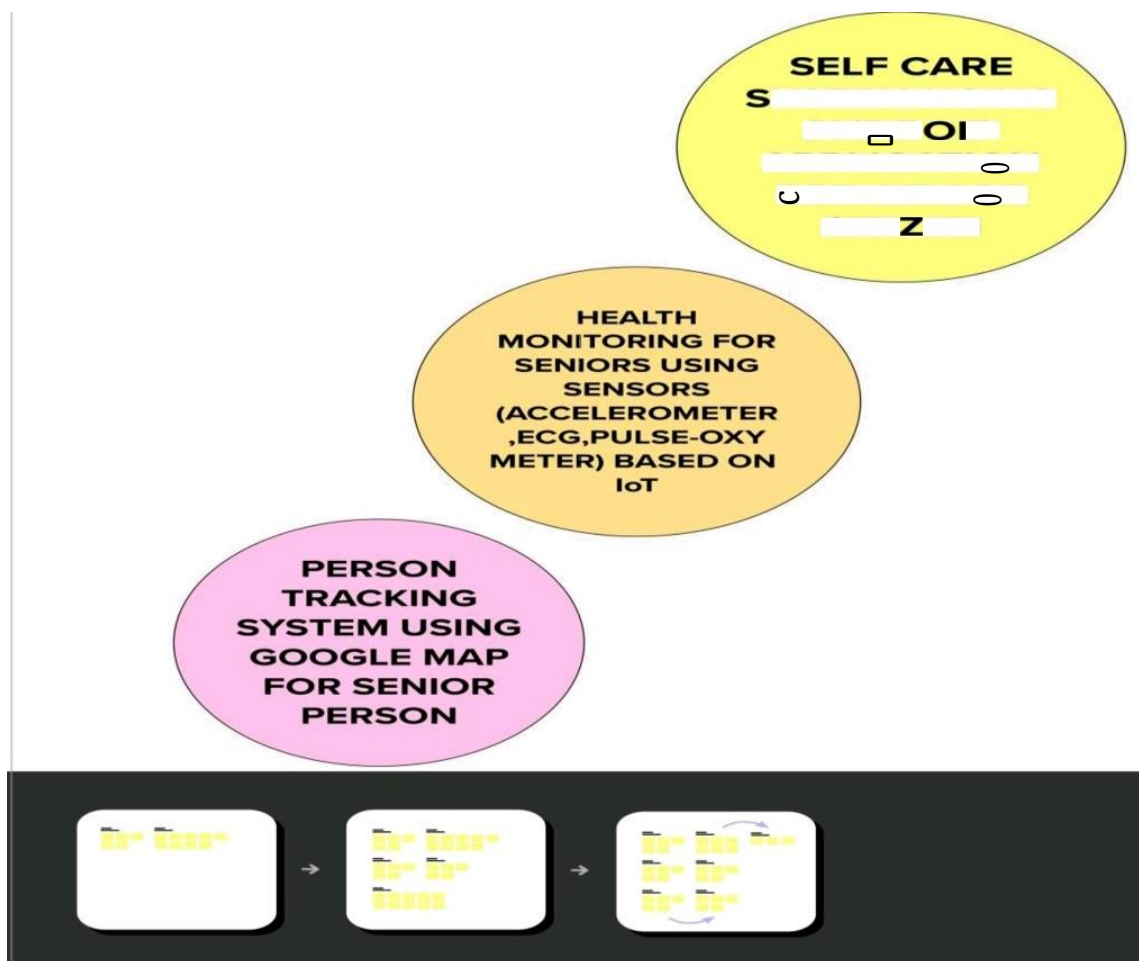 SELF CARE
HEALTH
MONITORING FOR
SENIORS USING
SENSORS
(ACCELEROMETER
,ECG,PULSE-OXY
METER) BASED ON
IoT
PERSON
TRACKING
SYSTEM USING
GOOGLE MAP
FOR SENIOR
PERSON